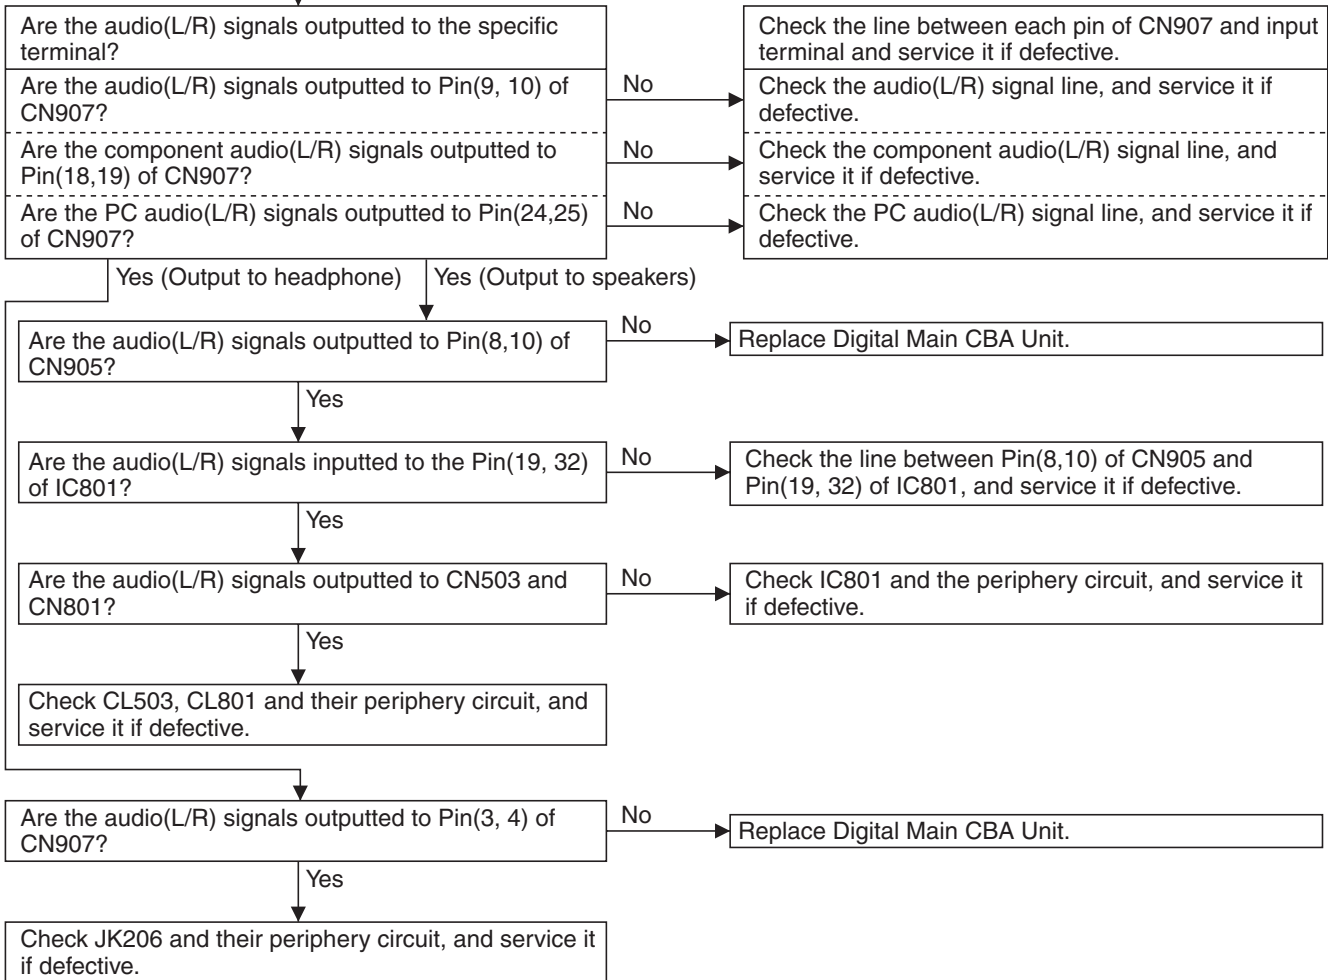 Are the audio(L/R) signals outputted to the specific
terminal?
Check the line between each pin of CN907 and input
terminal and service it if defective.
Are the audio(L/R) signals outputted to Pin(9, 10) of
CN907?
No
Check the audio(L/R) signal line, and service it if
defective.
Are the component audio(L/R) signals outputted to
Pin(18,19) of CN907?
No
Check the component audio(L/R) signal line, and
service it if defective.
Are the PC audio(L/R) signals outputted to Pin(24,25)
of CN907?
No
Check the PC audio(L/R) signal line, and service it if
defective.
Yes (Output to headphone)
Yes (Output to speakers)
Are the audio(L/R) signals outputted to Pin(8,10) of
CN905?
No
Replace Digital Main CBA Unit.
Yes
Are the audio(L/R) signals inputted to the Pin(19, 32)
of IC801?
No
Check the line between Pin(8,10) of CN905 and
Pin(19, 32) of IC801, and service it if defective.
Yes
Are the audio(L/R) signals outputted to CN503 and
CN801?
No
Check IC801 and the periphery circuit, and service it
if defective.
Yes
Check CL503, CL801 and their periphery circuit, and
service it if defective.
Are the audio(L/R) signals outputted to Pin(3, 4) of
CN907?
No
Replace Digital Main CBA Unit.
Yes
Check JK206 and their periphery circuit, and service it
if defective.